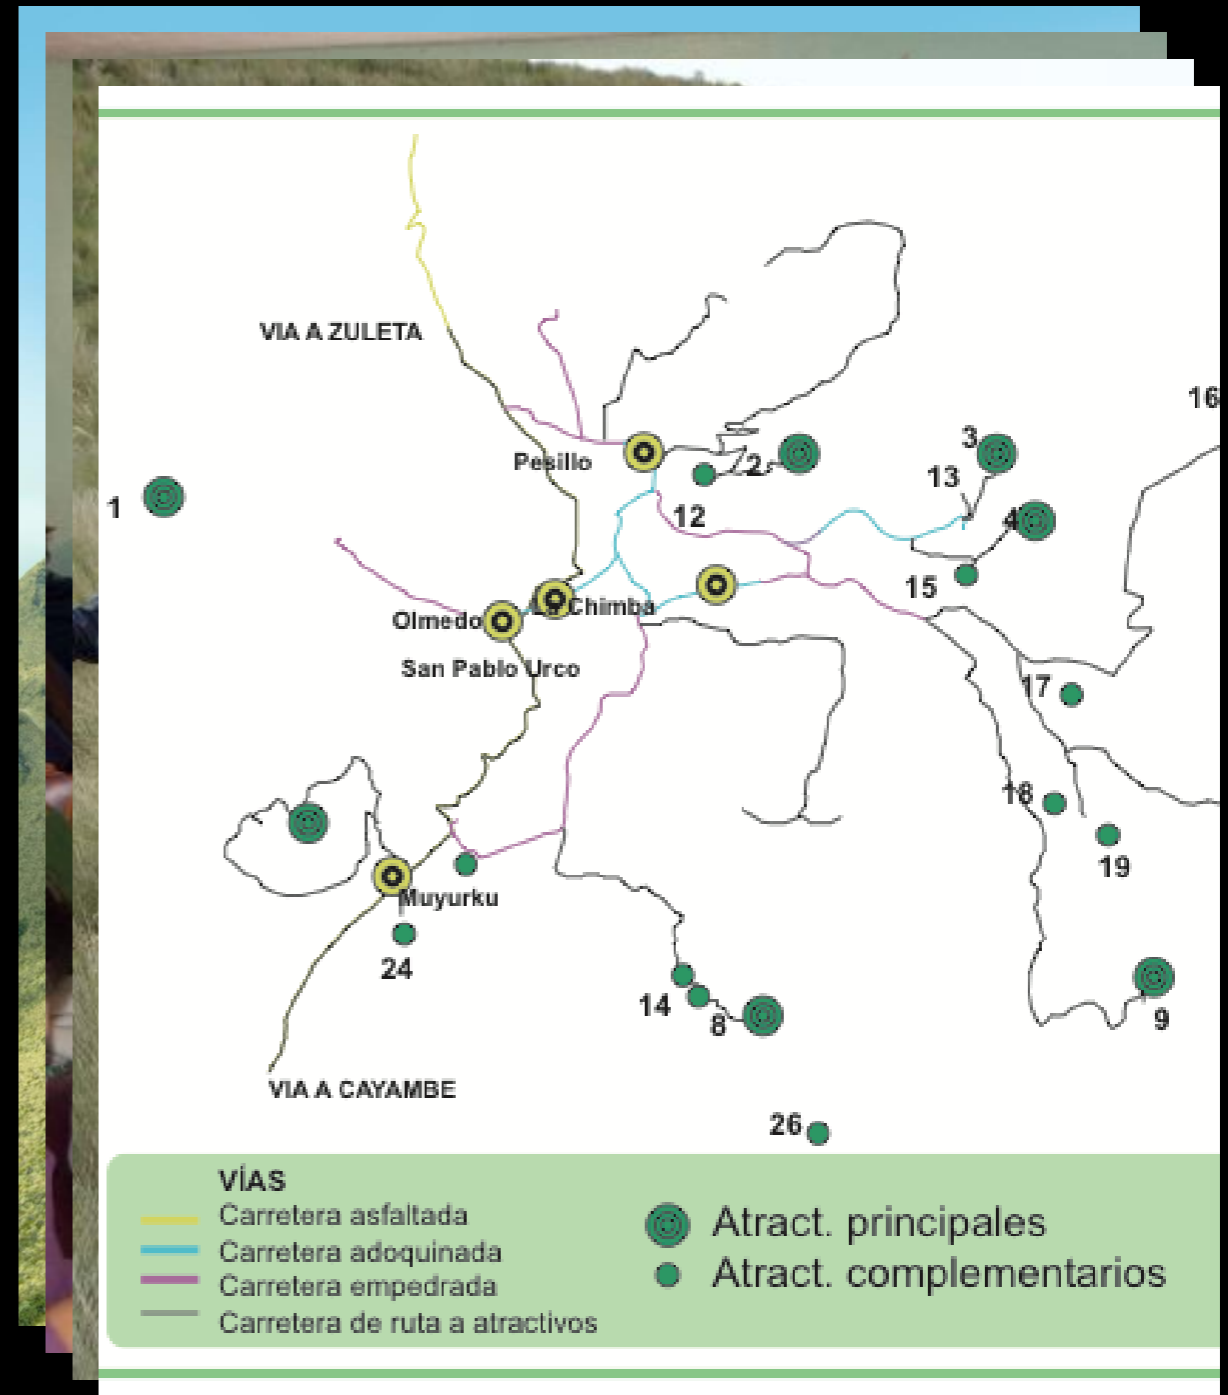 VIA A ZULETA
16
3
Pesillo
2
13
1
12
4
15
Olmedo
La Chimba
San Pablo Urco
17
18
19
Muyurku
24
14
8
9
VIA A CAYAMBE
26
VÍAS
Carretera asfaltada
Carretera adoquinada
Carretera empedrada
Carretera de ruta a atractivos
Atract. principales
Atract. complementarios